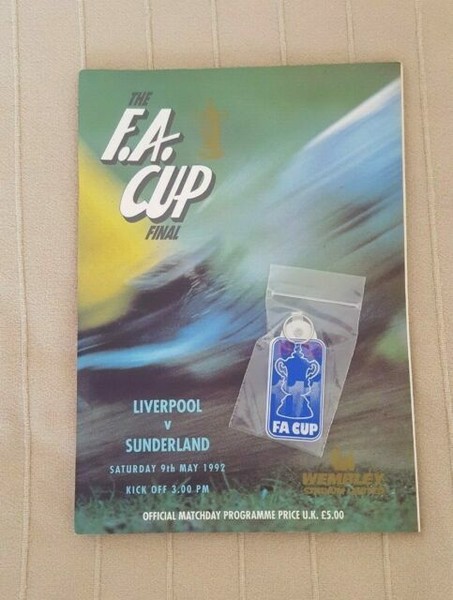 THE
F.A.
CUP
FINAL
LIVERPOOL
v
SUNDERLAND
SATURDAY 9th MAY 1992
KICK OFF 3.00 PM
FA CUP
WEMBLEY
OFFICIAL MATCHDAY PROGRAMME PRICE U.K. £5.00